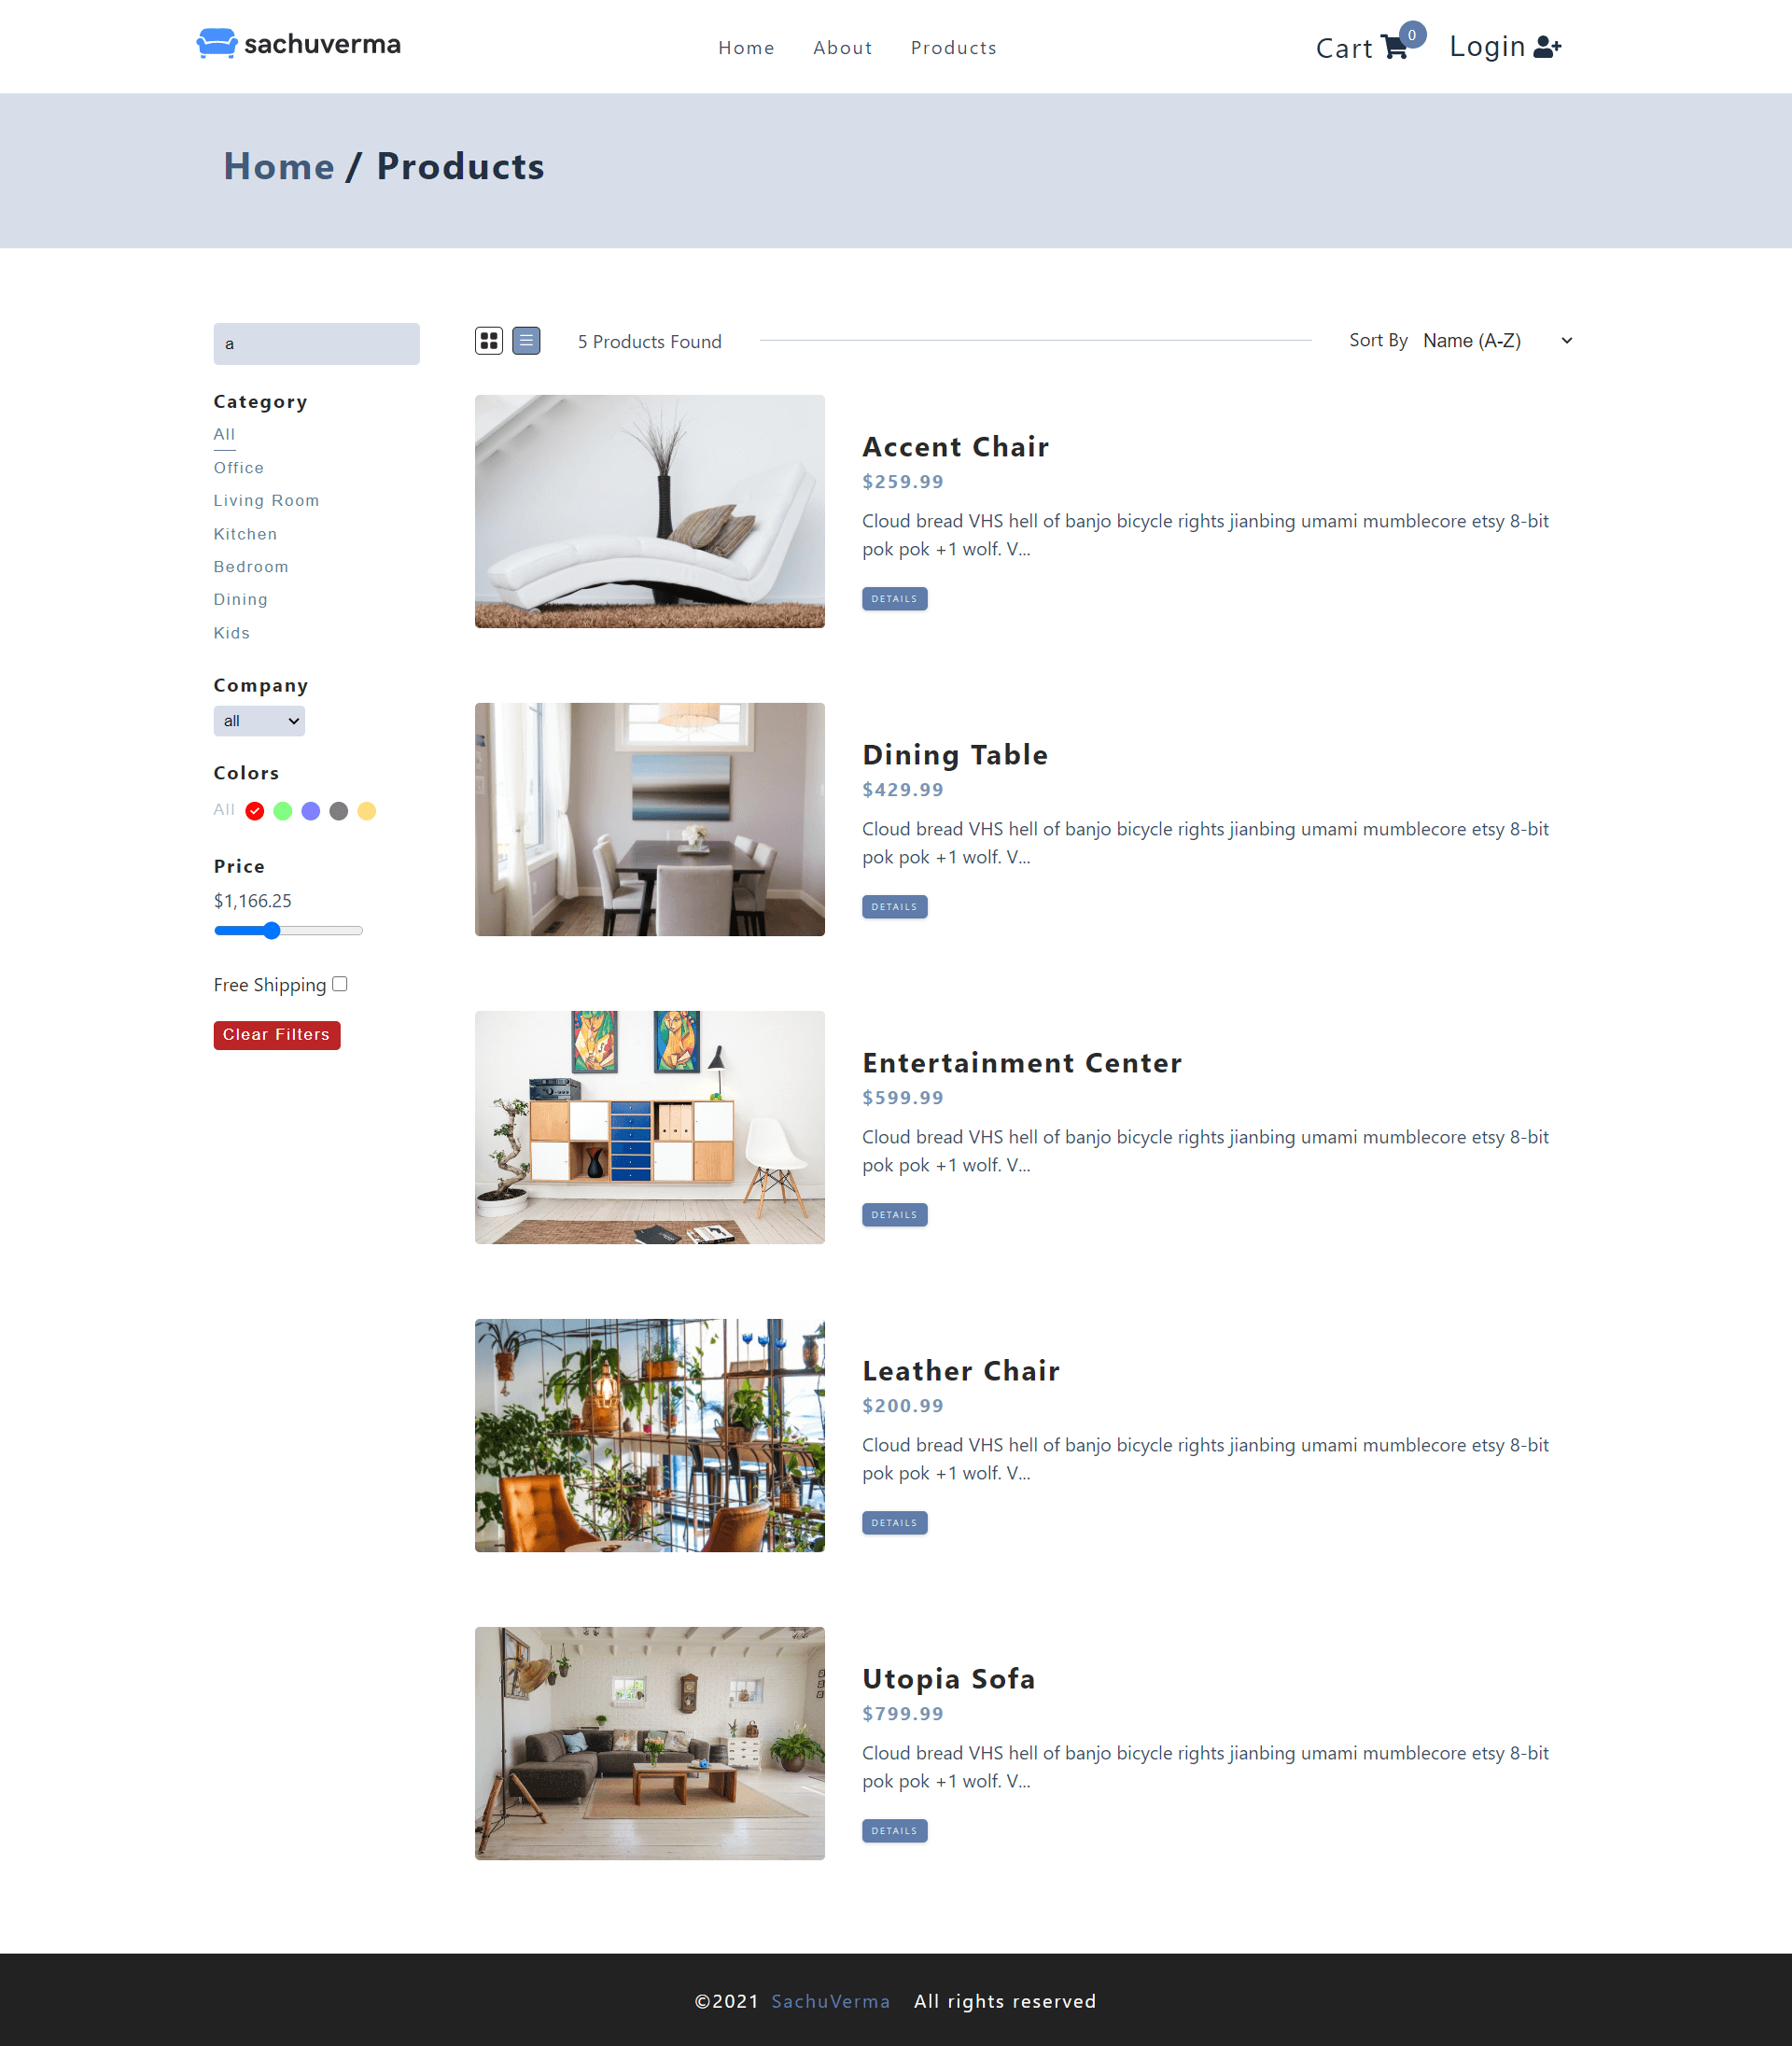 sachuverma
Home About Products
Cart 0 Login
Home / Products
a
Category
All
Office
Living Room
Kitchen
Bedroom
Dining
Kids
Company
all
Colors
All
Price
$1,166.25
Free Shipping
Clear Filters
5 Products Found
Sort By Name (A-Z)
Accent Chair
$259.99
Cloud bread VHS hell of banjo bicycle rights jianbing umami mumblecore etsy 8-bit
pok pok +1 wolf. V...
DETAILS
Dining Table
$429.99
Cloud bread VHS hell of banjo bicycle rights jianbing umami mumblecore etsy 8-bit
pok pok +1 wolf. V...
DETAILS
Entertainment Center
$599.99
Cloud bread VHS hell of banjo bicycle rights jianbing umami mumblecore etsy 8-bit
pok pok +1 wolf. V...
DETAILS
Leather Chair
$200.99
Cloud bread VHS hell of banjo bicycle rights jianbing umami mumblecore etsy 8-bit
pok pok +1 wolf. V...
DETAILS
Utopia Sofa
$799.99
Cloud bread VHS hell of banjo bicycle rights jianbing umami mumblecore etsy 8-bit
pok pok +1 wolf. V...
DETAILS
©2021 SachuVerma All rights reserved